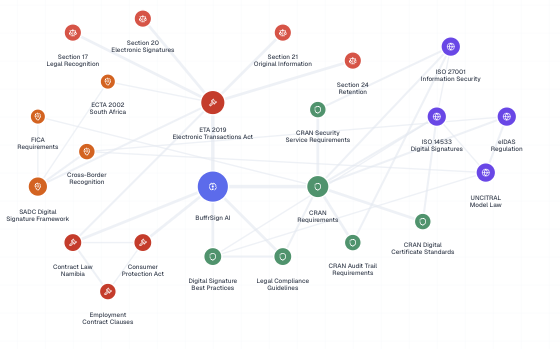 Section 20
Electronic Signatures
Section 17
Legal Recognition
Section 21
Original Information
ISO 27001
Information Security
Section 24
Retention
ECTA 2002
South Africa
ETA 2019
Electronic Transactions Act
CRAN Security
Service Requirements
FICA
Requirements
ISO 14533
Digital Signatures
eIDAS
Regulation
Cross-Border
Recognition
SADC Digital
Signature Framework
BuffrSign AI
CRAN
Requirements
UNCITRAL
Model Law
CRAN Digital
Certificate Standards
Contract Law
Namibia
Consumer
Protection Act
Digital Signature
Best Practices
Legal Compliance
Guidelines
CRAN Audit Trail
Requirements
Employment
Contract Clauses